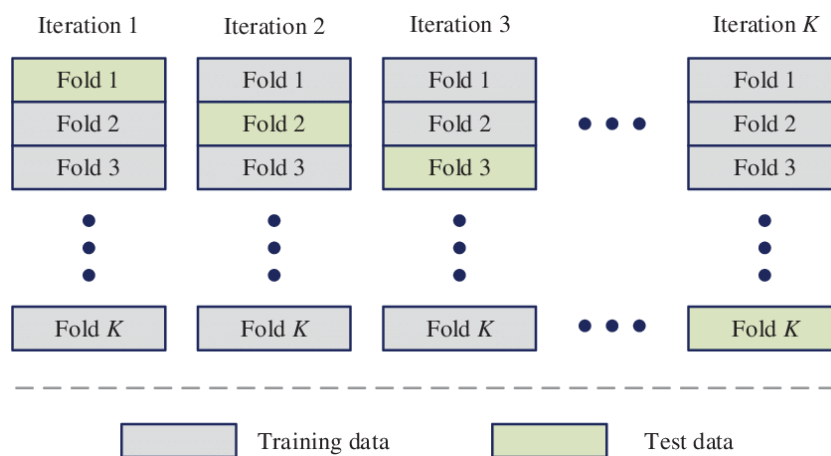 Iteration 1 Iteration 2 Iteration 3 Iteration K
Fold 1 Fold 1 Fold 1 Fold 1
Fold 2 Fold 2 Fold 2 Fold 2
Fold 3 Fold 3 Fold 3 Fold 3
Fold K Fold K Fold K Fold K
Training data Test data